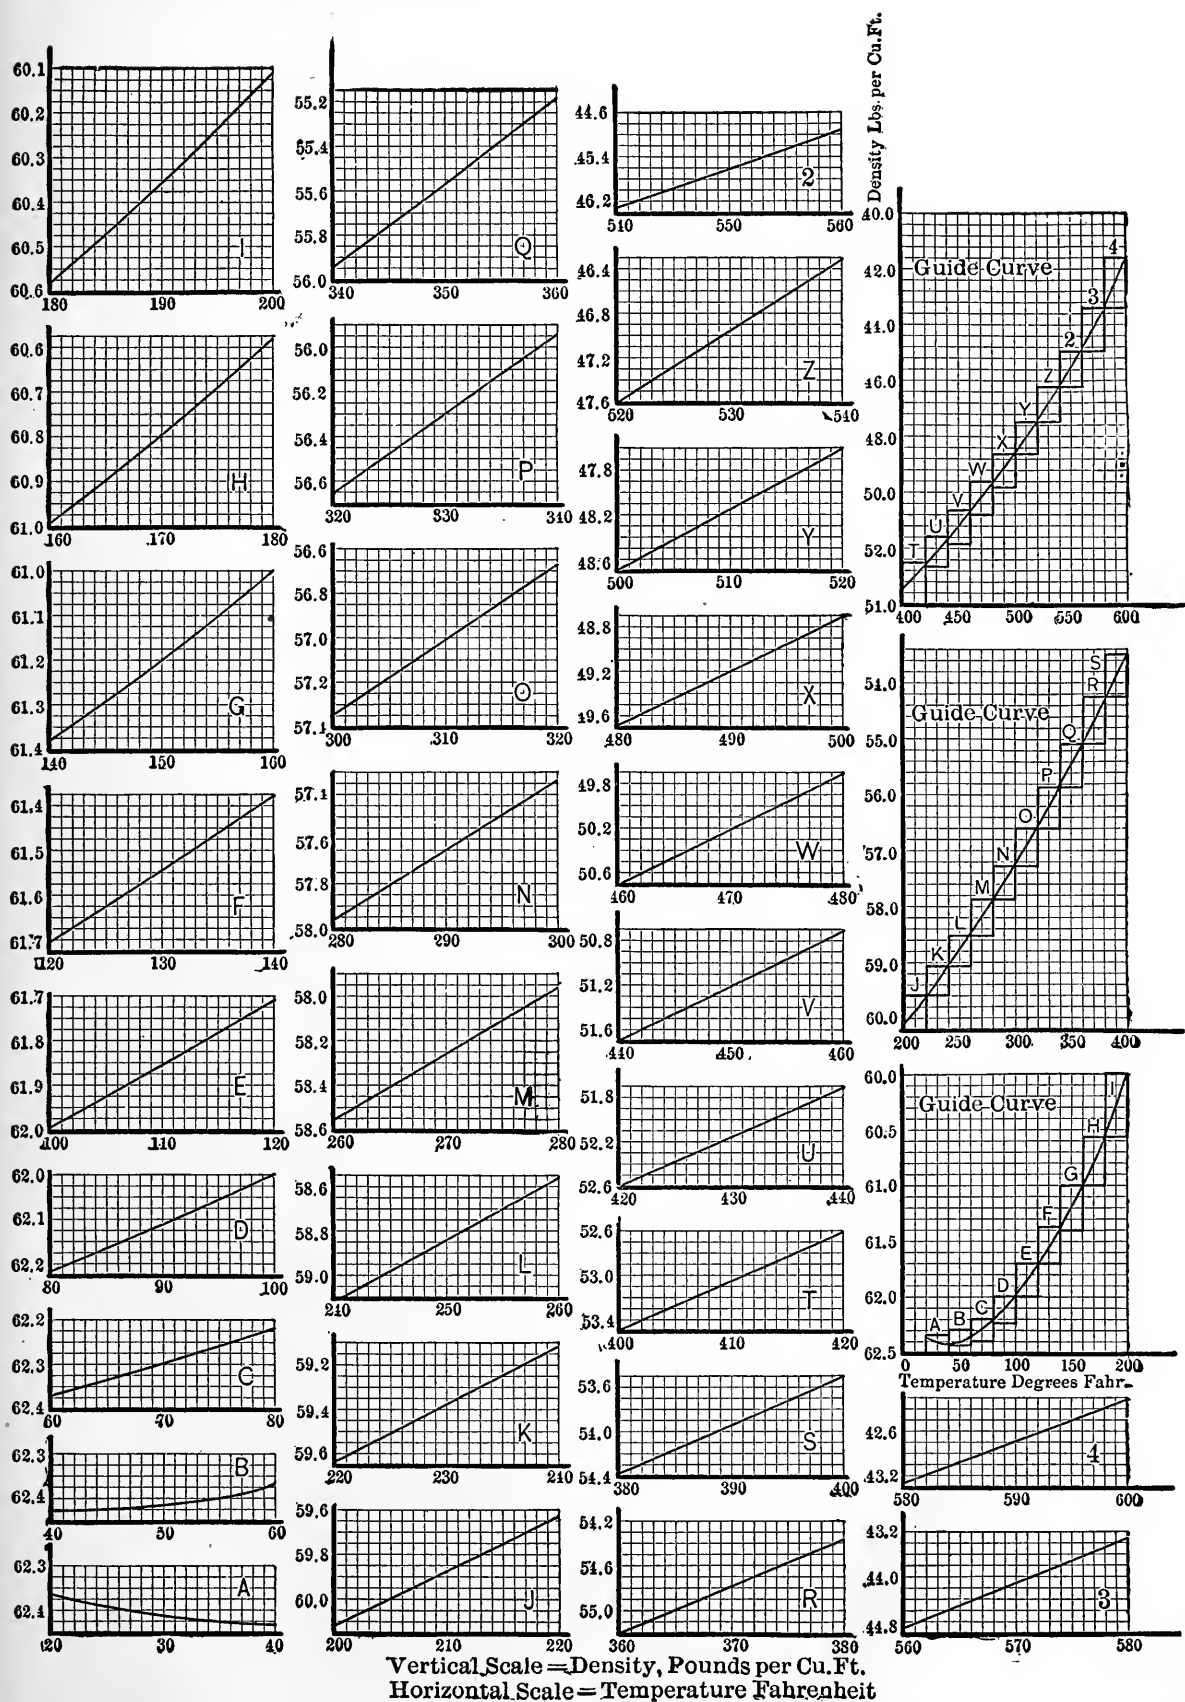 60.1
60.2
60.3
60.4
60.5
60.6
180 190 200
I
60.6
60.7
60.8
60.9
61.0
160 170 180
H
61.0
61.1
61.2
61.3
61.4
140 150 160
G
61.4
61.5
61.6
61.7
120 130 140
F
61.7
61.8
61.9
62.0
100 110 120
E
62.0
62.1
62.2
80 90 100
D
62.2
62.3
62.4
60 70 80
C
62.3
62.4
40 50 60
B
62.3
62.4
20 30 40
A
55.2
55.4
55.6
55.8
56.0
340 350 360
Q
56.0
56.2
56.4
56.6
320 330 340
P
56.6
56.8
57.0
57.2
57.1
300 310 320
O
57.1
57.6
57.8
58.0
280 290 300
N
58.0
58.2
58.4
58.6
260 270 280
M
58.6
58.8
59.0
210 250 260
L
59.2
59.4
59.6
220 230 210
K
59.6
59.8
60.0
200 210 220
J
44.6
45.4
46.2
510 550 560
2
46.4
46.8
47.2
47.6
520 530 540
Z
47.8
48.2
48.6
500 510 520
Y
48.8
49.2
49.6
480 490 500
X
49.8
50.2
50.6
460 470 480
W
50.8
51.2
51.6
410 450 460
V
51.8
52.2
52.6
420 430 440
U
52.6
53.0
53.4
400 410 420
T
53.6
54.0
54.4
380 390 400
S
54.2
54.6
55.0
360 370 380
R
Density Lbs. per Cu. Ft.
40.0
42.0
44.0
46.0
48.0
50.0
52.0
51.0
400 450 500 550 600
Guide Curve
4
3
2
Z
Y
X
W
V
U
T
54.0
55.0
56.0
57.0
58.0
59.0
60.0
200 250 300 350 400
Guide Curve
S
R
Q
P
O
N
M
L
K
J
60.0
60.5
61.0
61.5
62.0
62.5
0 50 100 150 200
Guide Curve
I
H
G
F
E
D
C
B
A
Temperature Degrees Fahr.
42.6
43.2
580 590 600
4
43.2
44.0
44.8
560 570 580
3
Vertical Scale = Density, Pounds per Cu. Ft.
Horizontal Scale = Temperature Fahrenheit